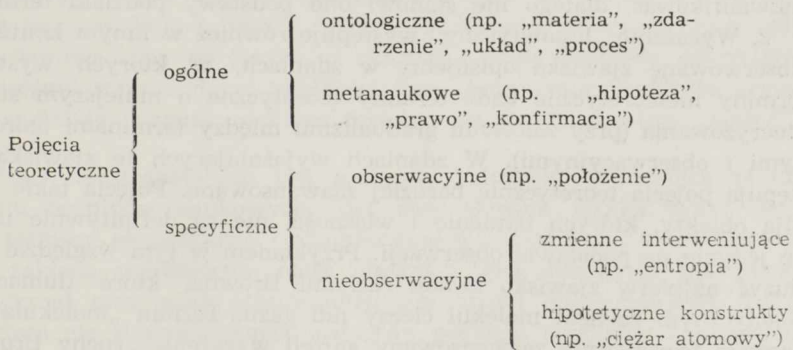 ontologiczne (np. „materia”, „zda-
rzenie”, „układ”, „proces”)
ogólne
metanaukowe (np. „hipoteza”,
„prawo”, „konfirmacja”)
Pojęcia
teoretyczne
obserwacyjne (np. „położenie”)
specyficzne
zmienne interweniujące
(np. „entropia”)
nieobserwacyjne
hipotetyczne konstrukty
(np. „ciężar atomowy”)